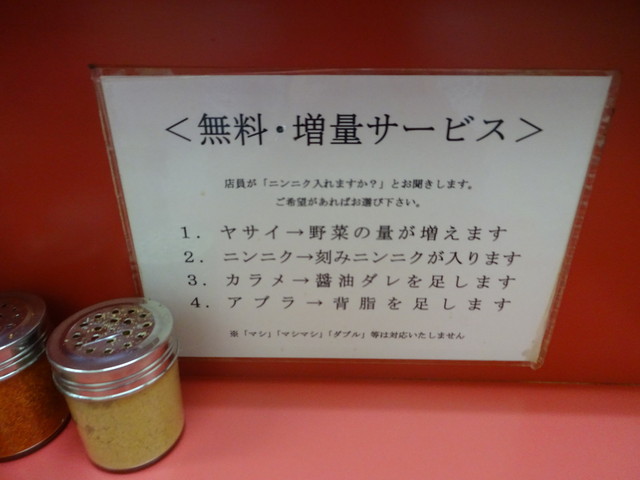 ＜無料・増量サービス＞
店員が「ニンニク入れますか？」とお聞きします。
ご希望があればお選び下さい。
1．ヤサイ→野菜の量が増えます
2．ニンニク→刻みニンニクが入ります
3．カラメ→醤油ダレを足します
4．アブラ→背脂を足します
※「マシ」「マシマシ」「ダブル」等は対応いたしません